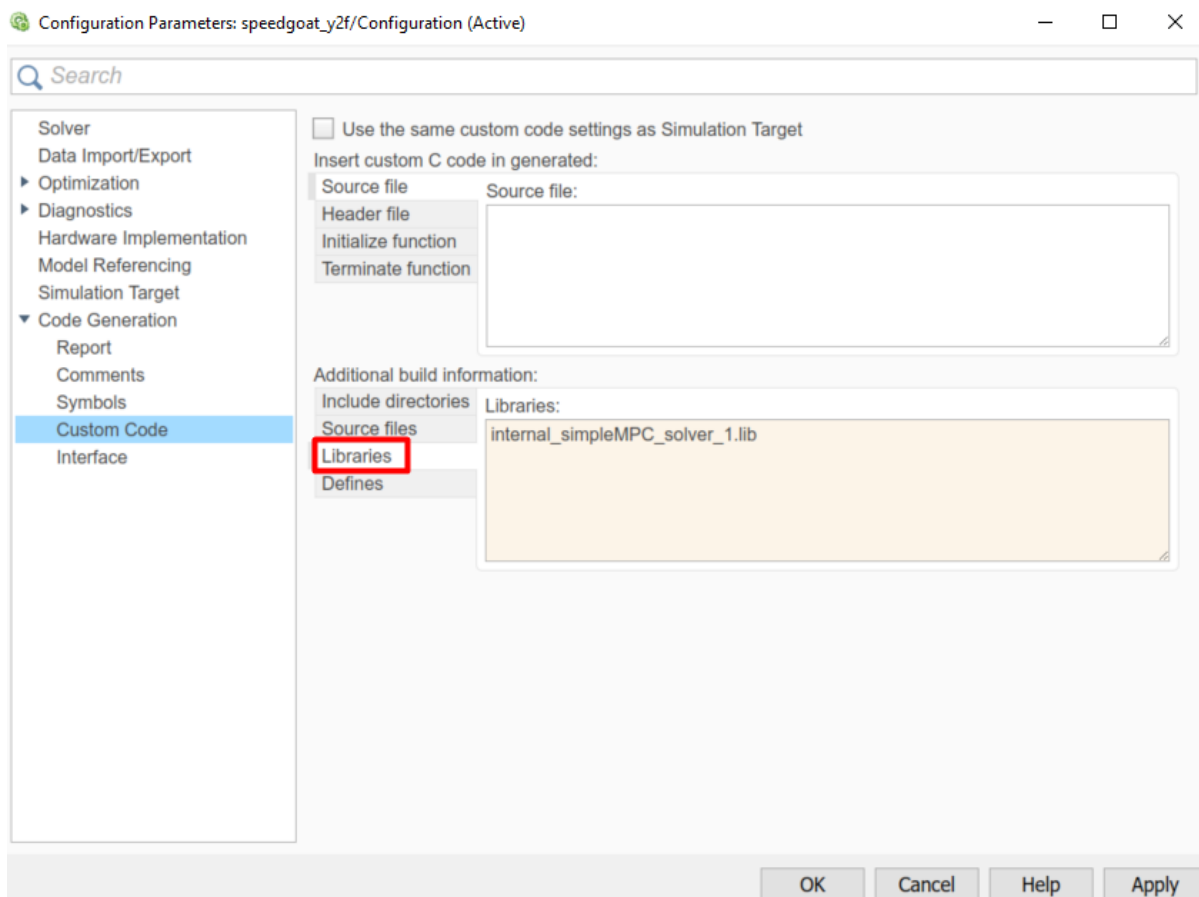 Configuration Parameters: speedgoat_y2f/Configuration (Active)
Search
Solver
Data Import/Export
Optimization
Diagnostics
Hardware Implementation
Model Referencing
Simulation Target
Code Generation
Report
Comments
Symbols
Custom Code
Interface
Use the same custom code settings as Simulation Target
Insert custom C code in generated:
Source file
Header file
Initialize function
Terminate function
Source file:
Additional build information:
Include directories
Source files
Libraries
Defines
Libraries:
internal_simpleMPC_solver_1.lib
OK
Cancel
Help
Apply